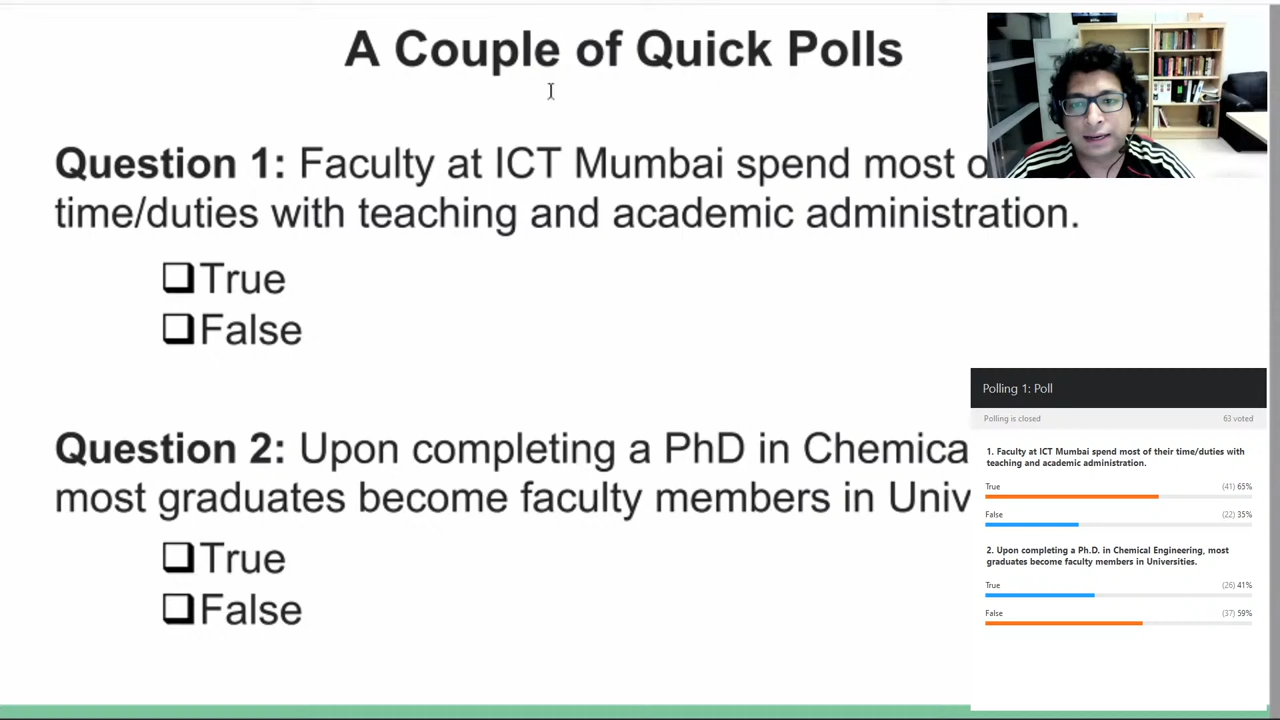 A Couple of Quick Polls
Question 1: Faculty at ICT Mumbai spend most
time/duties with teaching and academic administration.
True
False
Question 2: Upon completing a PhD in Chemica
most graduates become faculty members in Univ
True
False
Polling 1: Poll
Polling is closed 63 voted
1. Faculty at ICT Mumbai spend most of their time/duties with
teaching and academic administration.
True (41) 65%
False (22) 35%
2. Upon completing a Ph.D. in Chemical Engineering, most
graduates become faculty members in Universities.
True (26) 41%
False (37) 59%